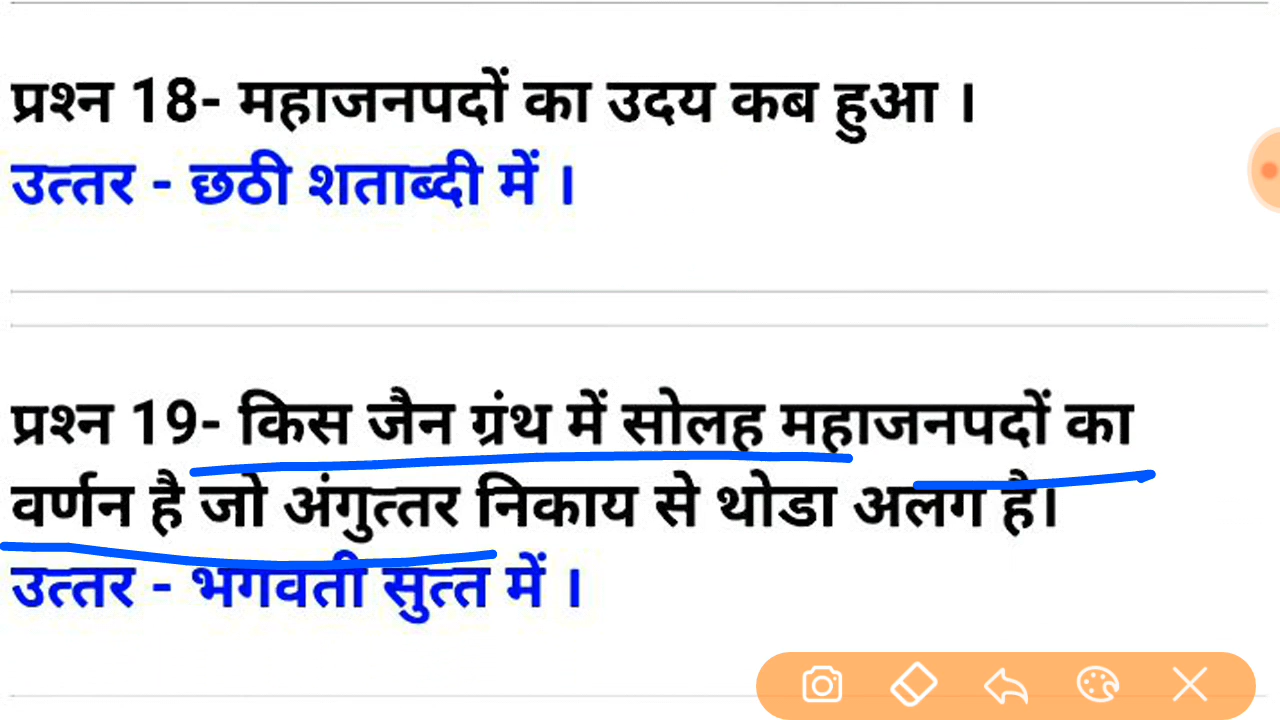 प्रश्न 18- महाजनपदों का उदय कब हुआ ।
उत्तर - छठी शताब्दी में ।
प्रश्न 19- किस जैन ग्रंथ में सोलह महाजनपदों का
वर्णन है जो अंगुत्तर निकाय से थोडा अलग है।
उत्तर - भगवती सुत्त में ।